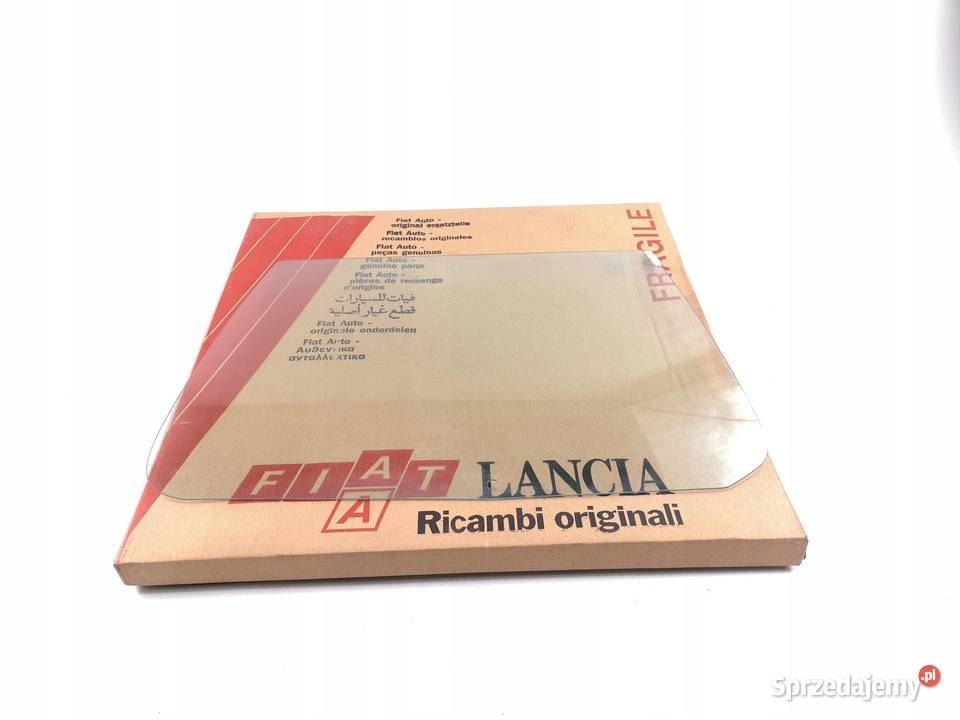 Fiat Auto -
original ersatzteile
Fiat Auto -
recambios originales
Fiat Auto -
peças genuinas
Fiat Auto -
genuine parts
Fiat Auto -
pièces de rechange
d'origine
فيات للسيارات
قطع غيار أصلية
Fiat Auto -
originele onderdelen
Fiat Auto -
Αυθεντικα
ανταλλακτικα
FRAGILE
FIAT LANCIA
A
Ricambi originali
Sprzedajemy.pl